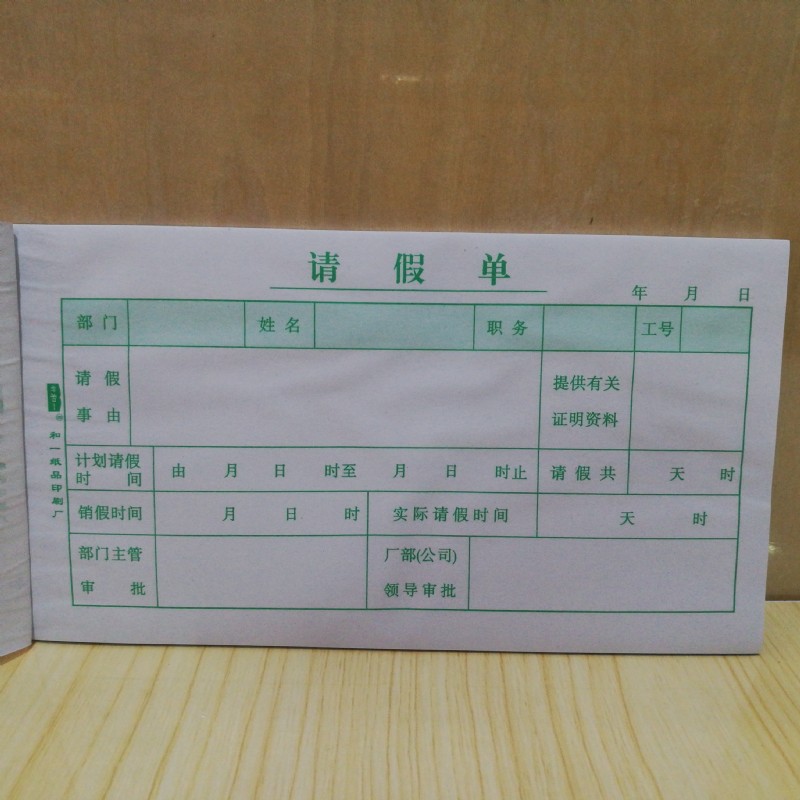 请假单
年 月 日
部门 姓名 职务 工号
请假
事由
提供有关
证明资料
计划请假
时间
由 月 日 时至 月 日 时止
请假共
天 时
销假时间
月 日 时
实际请假时间
天 时
部门主管
审批
厂部(公司)
领导审批
和一纸品印刷厂